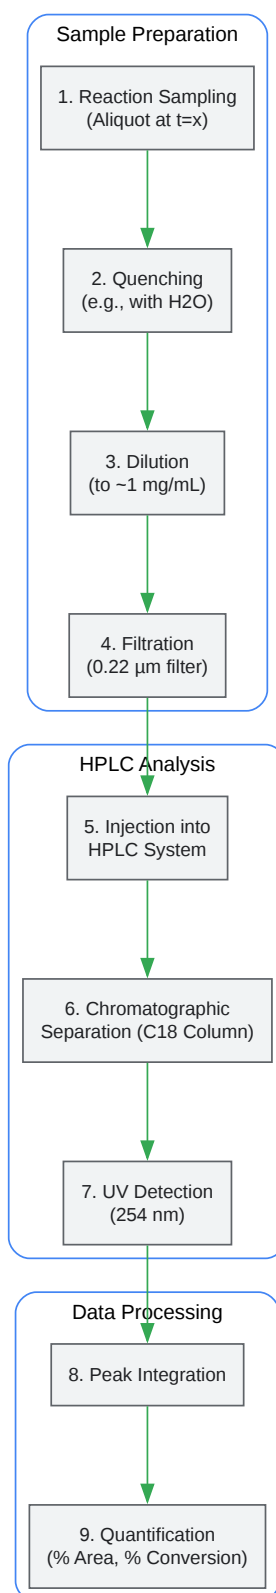 Sample Preparation
1. Reaction Sampling
(Aliquot at t=x)
2. Quenching
(e.g., with H2O)
3. Dilution
(to ~1 mg/mL)
4. Filtration
(0.22 µm filter)
HPLC Analysis
5. Injection into
HPLC System
6. Chromatographic
Separation (C18 Column)
7. UV Detection
(254 nm)
Data Processing
8. Peak Integration
9. Quantification
(% Area, % Conversion)